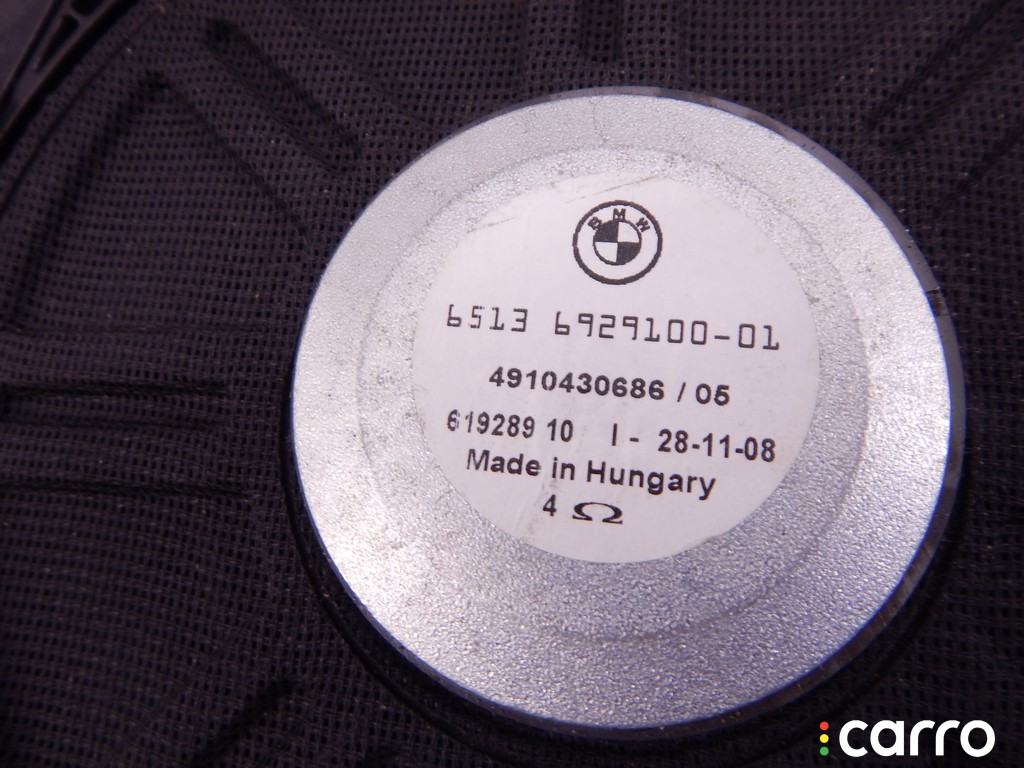 BMW
6513 6929100-01
4910430686 / 05
619289 10 I - 28-11-08
Made in Hungary
4 Ω
carro